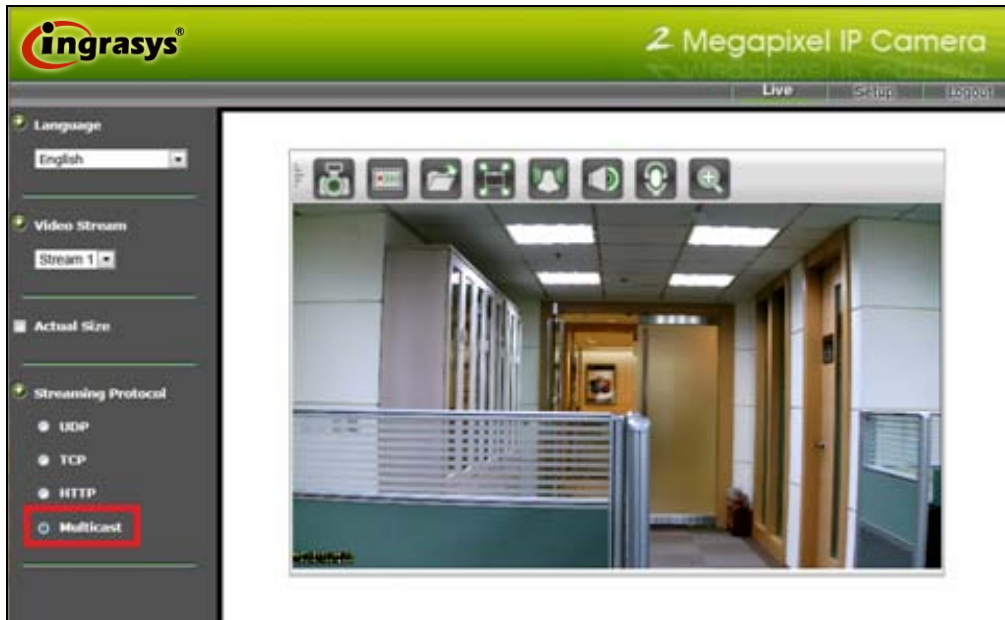 ingrasys®
2 Megapixel IP Camera
Live Setup Logout
Language
English
Video Stream
Stream 1
Actual Size
Streaming Protocol
UDP
TCP
HTTP
Multicast